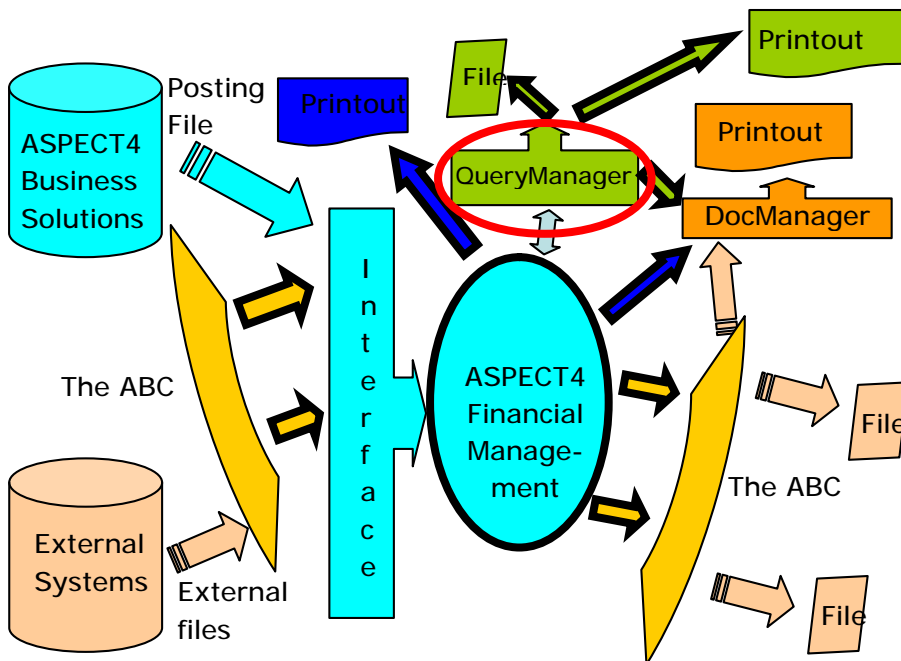 Posting
File
ASPECT4
Business
Solutions
Printout
File
Printout
QueryManager
Printout
DocManager
I
n
t
e
r
f
a
c
e
The ABC
ASPECT4
Financial
Manage-
ment
The ABC
File
External
Systems
External
files
File